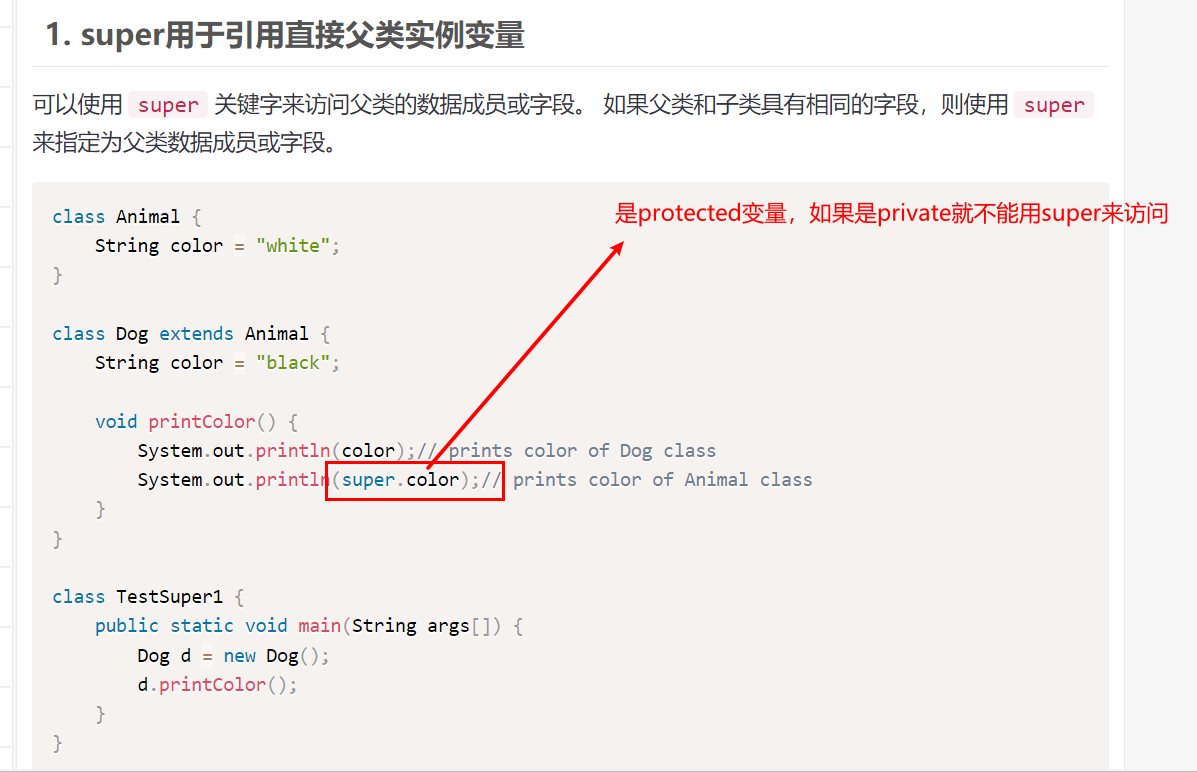 1. super用于引用直接父类实例变量
可以使用 super 关键字来访问父类的数据成员或字段。 如果父类和子类具有相同的字段，则使用 super
来指定为父类数据成员或字段。
是protected变量，如果是private就不能用super来访问
class Animal {
    String color = "white";
}
class Dog extends Animal {
    String color = "black";
    void printColor() {
        System.out.println(color);// prints color of Dog class
        System.out.println(super.color);// prints color of Animal class
    }
}
class TestSuper1 {
    public static void main(String args[]) {
        Dog d = new Dog();
        d.printColor();
    }
}